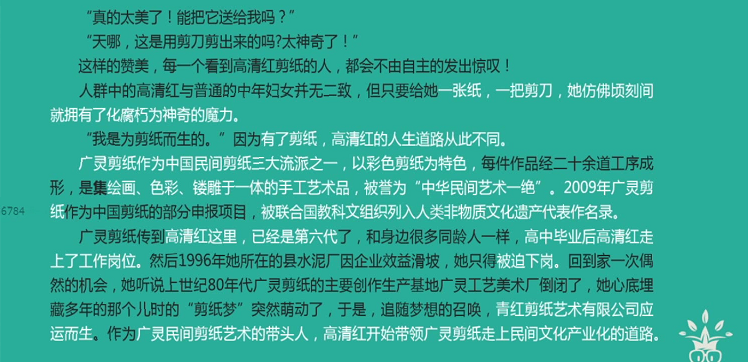 “真的太美了！能把它送给我吗？”
“天哪，这是用剪刀剪出来的吗?太神奇了！”
这样的赞美，每一个看到高清红剪纸的人，都会不由自主的发出惊叹！
人群中的高清红与普通的中年妇女并无二致，但只要给她一张纸，一把剪刀，她仿佛顷刻间
就拥有了化腐朽为神奇的魔力。
“我是为剪纸而生的。”因为有了剪纸，高清红的人生道路从此不同。
广灵剪纸作为中国民间剪纸三大流派之一，以彩色剪纸为特色，每件作品经二十余道工序成
形，是集绘画、色彩、镂雕于一体的手工艺术品，被誉为“中华民间艺术一绝”。2009年广灵剪
纸作为中国剪纸的部分申报项目，被联合国教科文组织列入人类非物质文化遗产代表作名录。
6784
广灵剪纸传到高清红这里，已经是第六代了，和身边很多同龄人一样，高中毕业后高清红走
上了工作岗位。然后1996年她所在的县水泥厂因企业效益滑坡，她只得被迫下岗。回到家一次偶
然的机会，她听说上世纪80年代广灵剪纸的主要创作生产基地广灵工艺美术厂倒闭了，她心底埋
藏多年的那个儿时的“剪纸梦”突然萌动了，于是，追随梦想的召唤，青红剪纸艺术有限公司应
运而生。作为广灵民间剪纸艺术的带头人，高清红开始带领广灵剪纸走上民间文化产业化的道路。